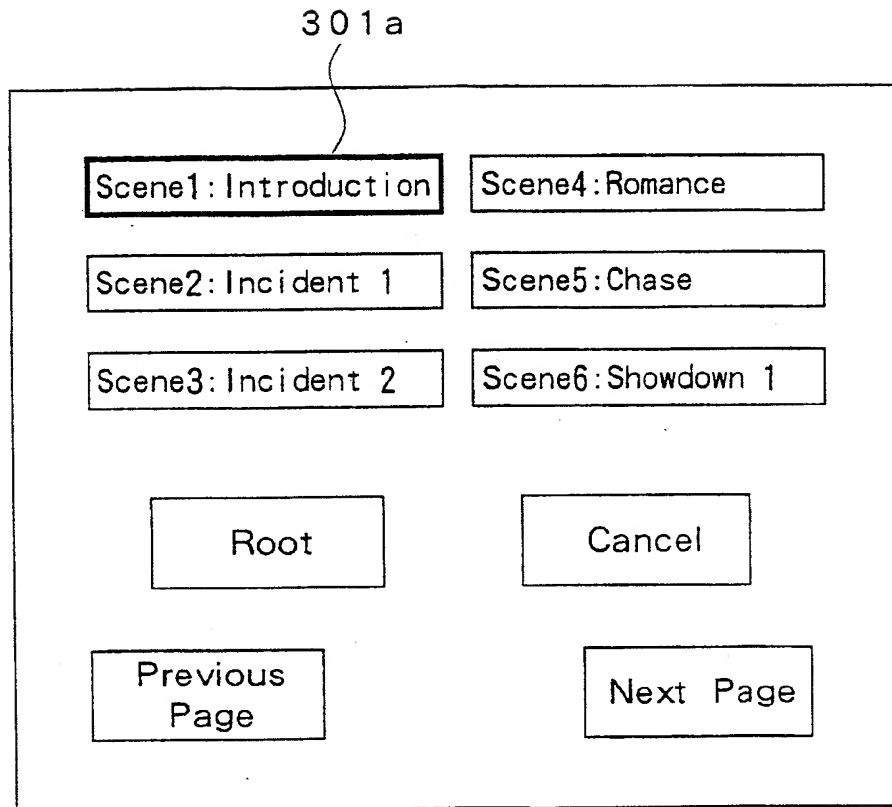 301a
Scene1:Introduction
Scene4:Romance
Scene2:Incident 1
Scene5:Chase
Scene3:Incident 2
Scene6:Showdown 1
Root
Cancel
Previous
Page
Next Page